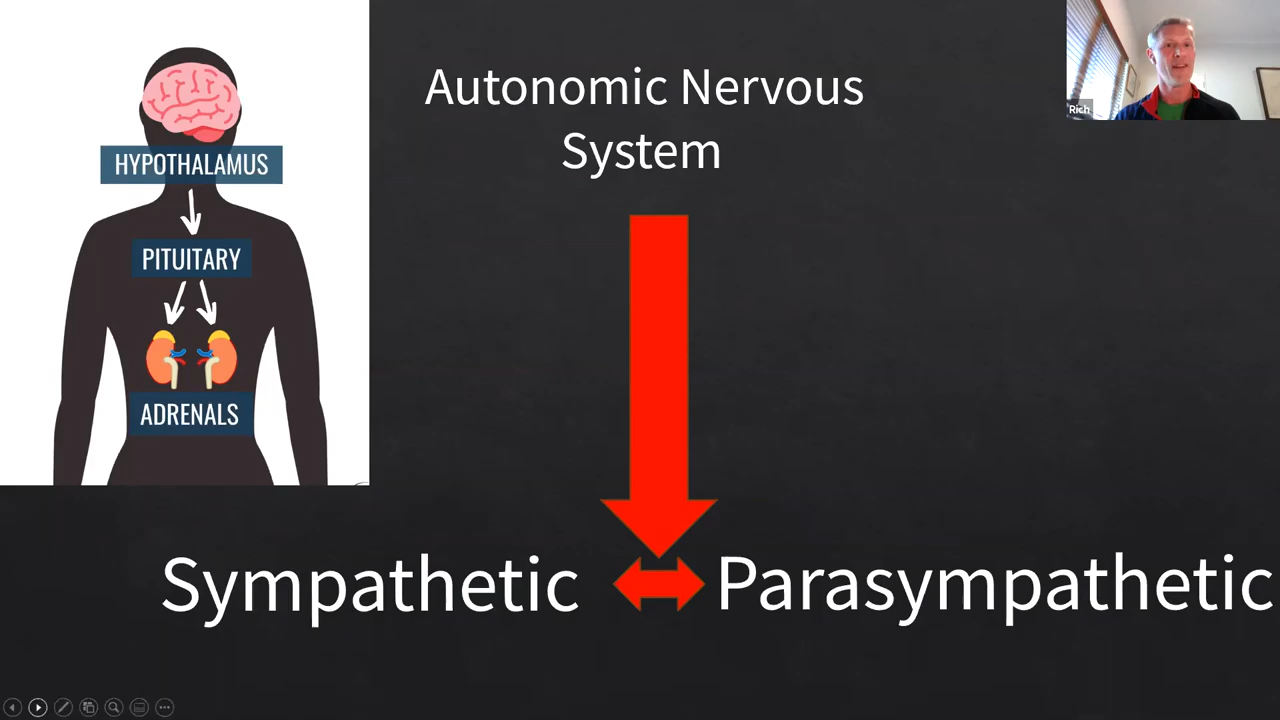 HYPOTHALAMUS
PITUITARY
ADRENALS
Autonomic Nervous
System
Sympathetic
Parasympathetic
Rich